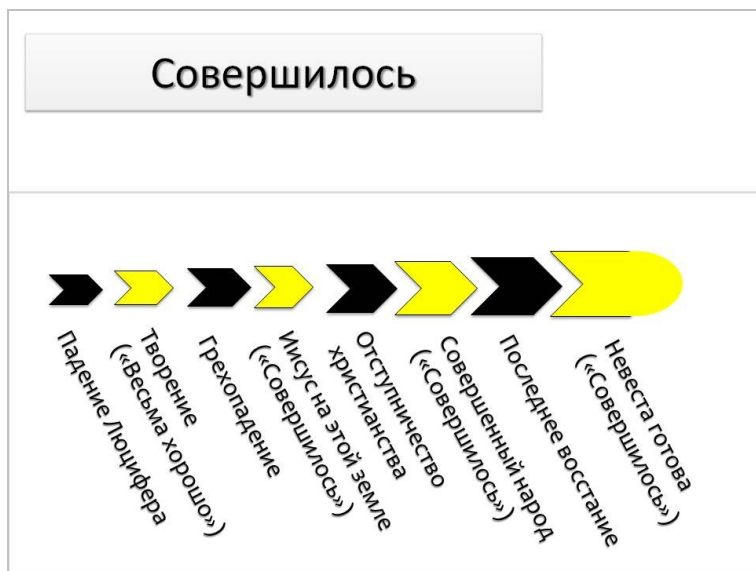 Совершилось
Падение Люцифера
Творение
(«Весьма хорошо»)
Грехопадение
Иисус на этой земле
(«Совершилось»)
Отступничество
христианства
Совершенный народ
(«Совершилось»)
Последнее восстание
Невеста готова
(«Совершилось»)